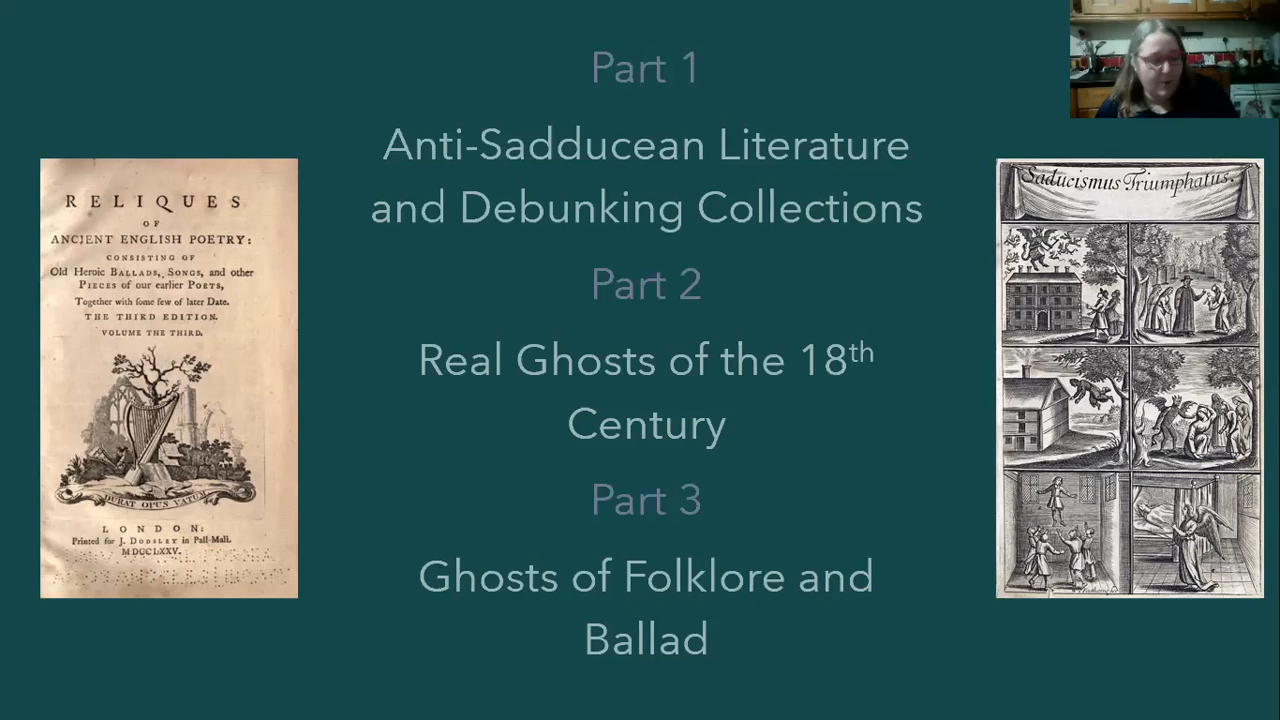 Part 1
Anti-Sadducean Literature
and Debunking Collections
Part 2
Real Ghosts of the 18th
Century
Part 3
Ghosts of Folklore and
Ballad
RELIQUES
OF
ANCIENT ENGLISH POETRY:
CONSISTING OF
Old Heroic BALLADS, SONGS, and other
PIECES of our earlier POETS,
Together with some few of later Date.
THE THIRD EDITION.
VOLUME THE THIRD.
DURAT OPUS VATUM
LONDON:
Printed for J. DODSLEY in Pall-Mall.
MDCCLXXV.
Saducismus Triumphatus,